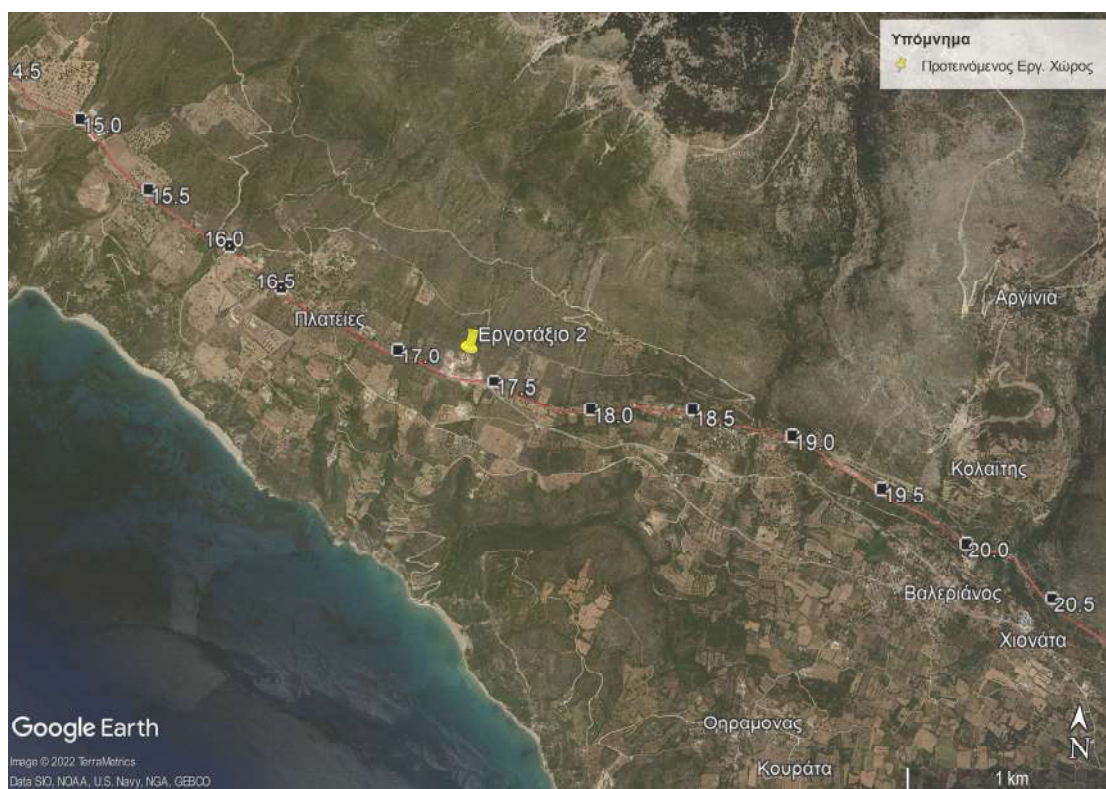 Υπόμνημα
Προτεινόμενος Εργ. Χώρος
4.5
15.0
15.5
16.0
16.5
Πλατείες
Αργίνια
Εργοτάξιο 2
17.0
17.5
18.0
18.5
19.0
Κολαΐτης
19.5
20.0
Βαλεριάνος
20.5
Χιονάτα
Θηραμονας
Κουράτα
Google Earth
N
Image © 2022 TerraMetrics
Data SIO, NOAA, U.S. Navy, NGA, GEBCO
1 km